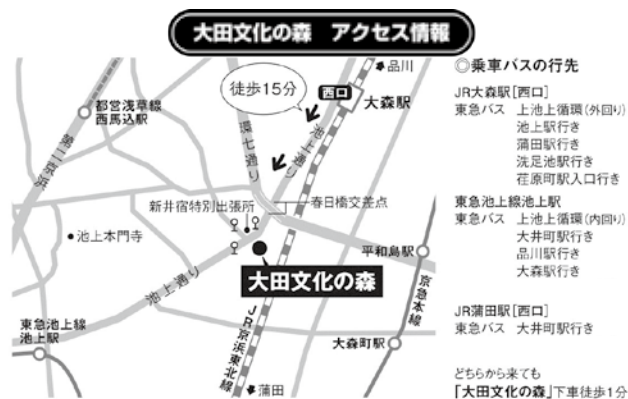 大田文化の森　アクセス情報
品川
徒歩15分
西口
大森駅
都営浅草線
西馬込駅
第二京浜
環七通り
池上通り
新井宿特別出張所
春日橋交差点
池上本門寺
大田文化の森
平和島駅
池上通り
京急本線
東急池上線
池上駅
JR京浜東北線
大森町駅
蒲田
◎乗車バスの行先
JR大森駅[西口]
東急バス　上池上循環(外回り)
池上駅行き
蒲田駅行き
洗足池駅行き
荏原町駅入口行き
東急池上線池上駅
東急バス　上池上循環(内回り)
大井町駅行き
品川駅行き
大森駅行き
JR蒲田駅[西口]
東急バス　大井町駅行き
どちらから来ても
「大田文化の森」下車徒歩1分